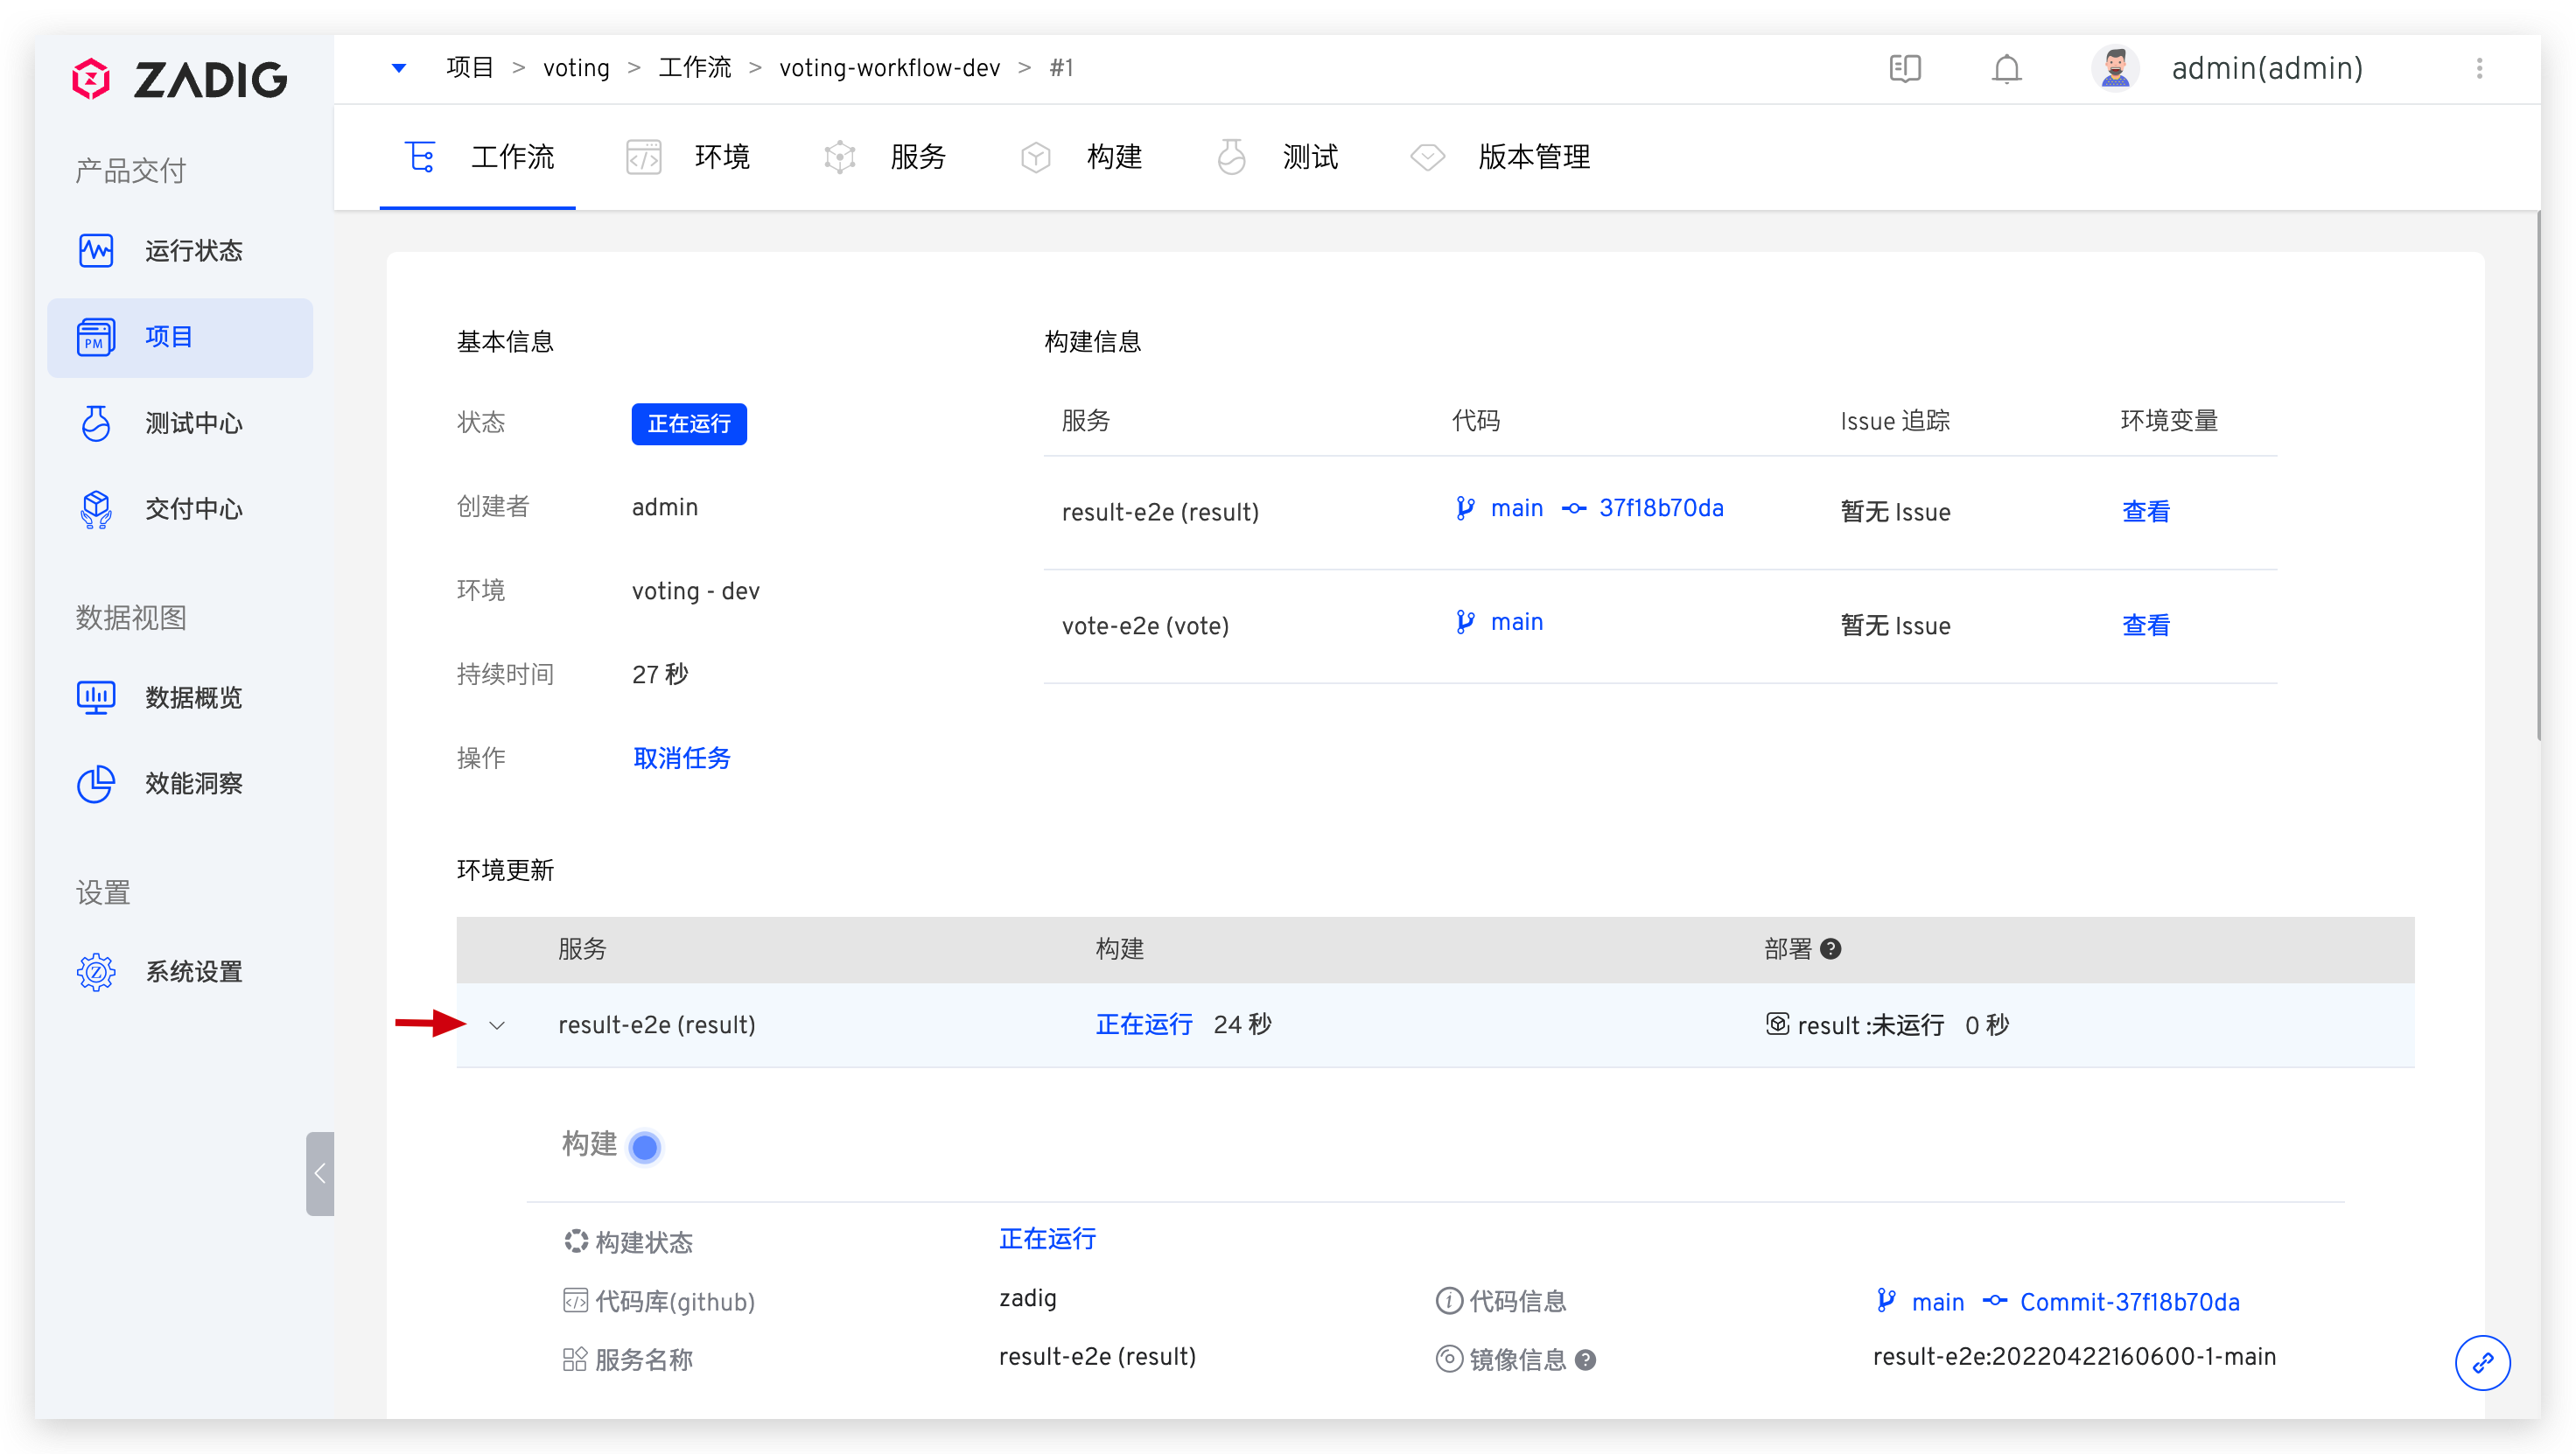 ZADIG
产品交付
运行状态
PM
项目
测试中心
交付中心
数据视图
数据概览
效能洞察
设置
系统设置
项目 > voting > 工作流 > voting-workflow-dev > #1
admin(admin)
工作流 环境 服务 构建 测试 版本管理
基本信息
状态 正在运行
创建者 admin
环境 voting - dev
持续时间 27 秒
操作 取消任务
构建信息
服务 代码 Issue 追踪 环境变量
result-e2e (result) main 37f18b70da 暂无 Issue 查看
vote-e2e (vote) main 暂无 Issue 查看
环境更新
服务 构建 部署 ?
result-e2e (result) 正在运行 24 秒 result :未运行 0 秒
构建
构建状态 正在运行
代码库(github) zadig 代码信息 main Commit-37f18b70da
服务名称 result-e2e (result) 镜像信息 ? result-e2e:20220422160600-1-main